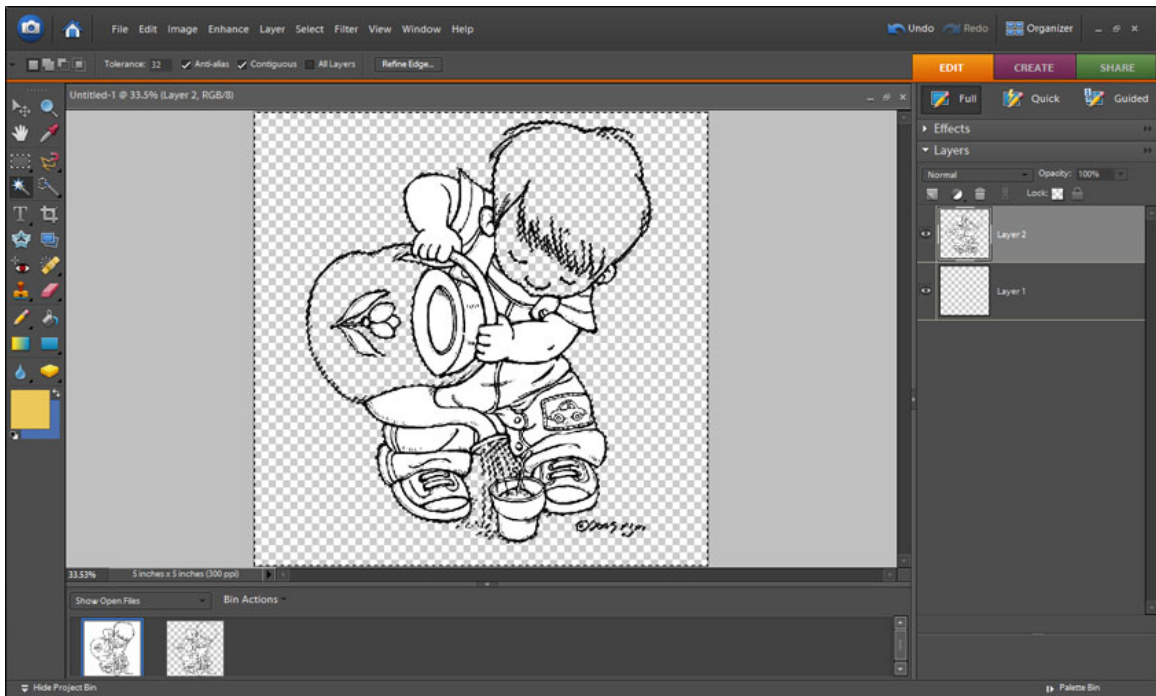 File Edit Image Enhance Layer Select Filter View Window Help
Undo Redo Organizer
Tolerance: 32 Anti-alias Contiguous All Layers Refine Edge...
EDIT CREATE SHARE
Untitled-1 @ 33.5% (Layer 2, RGB/8)
Full Quick Guided
Effects
Layers
Normal Opacity: 100%
Lock:
Layer 2
Layer 1
33.53% 5 inches x 5 inches (300 ppi)
Show Open Files Bin Actions
Hide Project Bin Palette Bin